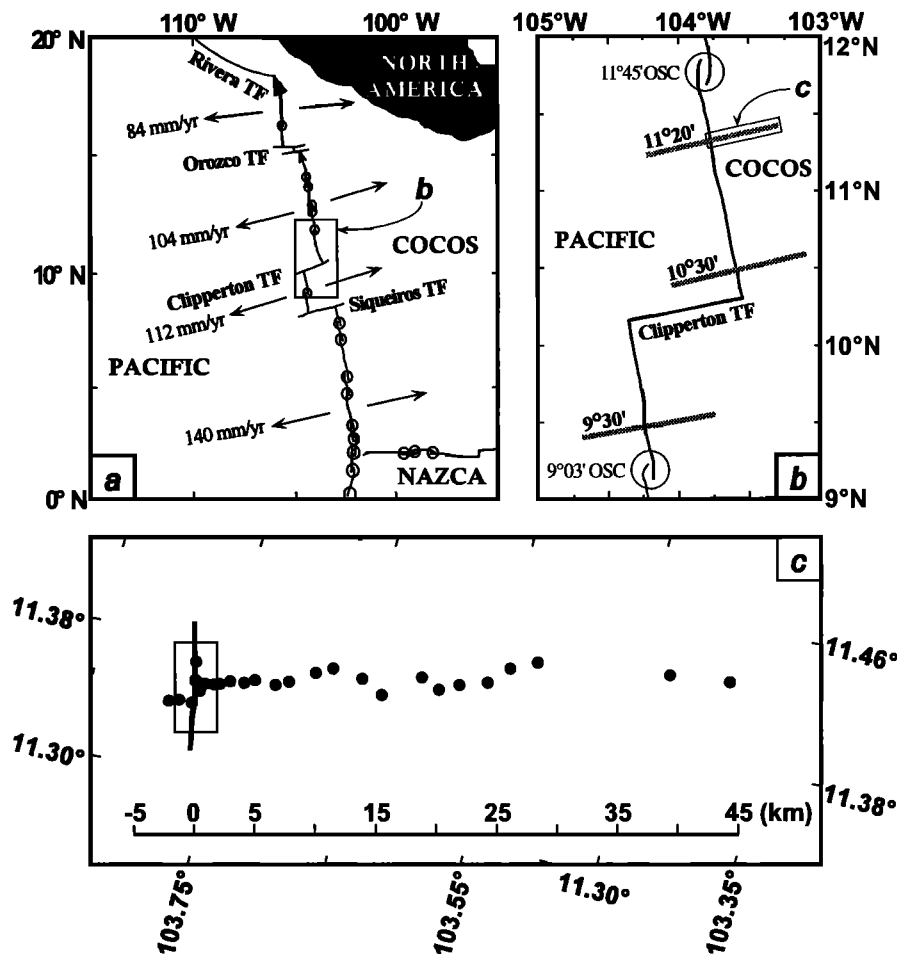 110°W 100°W
20°N
Rivera TF
NORTH
AMERICA
84 mm/yr
Orozco TF
104 mm/yr
b
COCOS
10°N
Clipperton TF
Siqueiros TF
112 mm/yr
PACIFIC
140 mm/yr
NAZCA
0° N
a
105°W 104°W 103°W
12°N
11°45' OSC
c
11°20'
COCOS
11°N
PACIFIC
10°30'
Clipperton TF
10°N
9°30'
9°03' OSC
b
9°N
c
11.38°
11.46°
11.30°
11.38°
-5 0 5 15 25 35 45 (km)
103.75° 103.55° 11.30° 103.35°